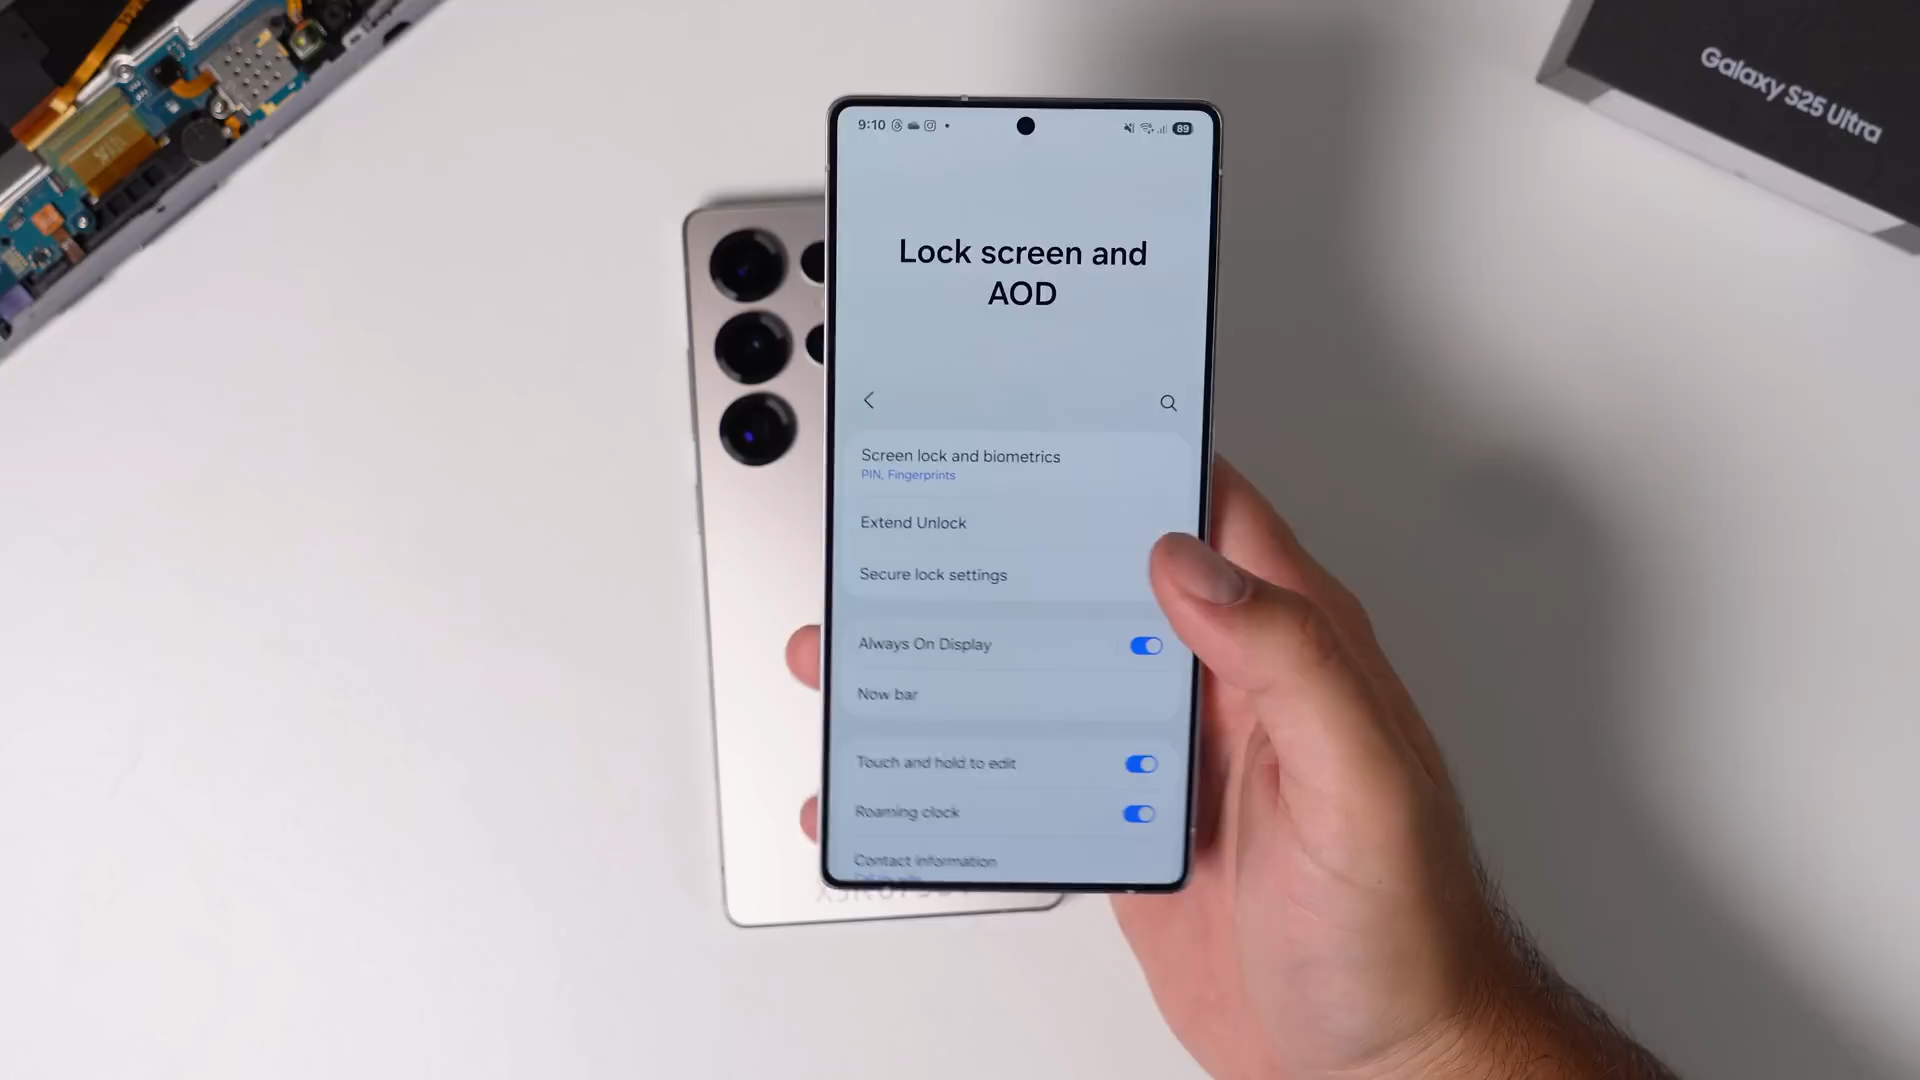 Galaxy S25 Ultra
9:10
89
Lock screen and
AOD
Screen lock and biometrics
PIN, Fingerprints
Extend Unlock
Secure lock settings
Always On Display
Now bar
Touch and hold to edit
Roaming clock
Contact information